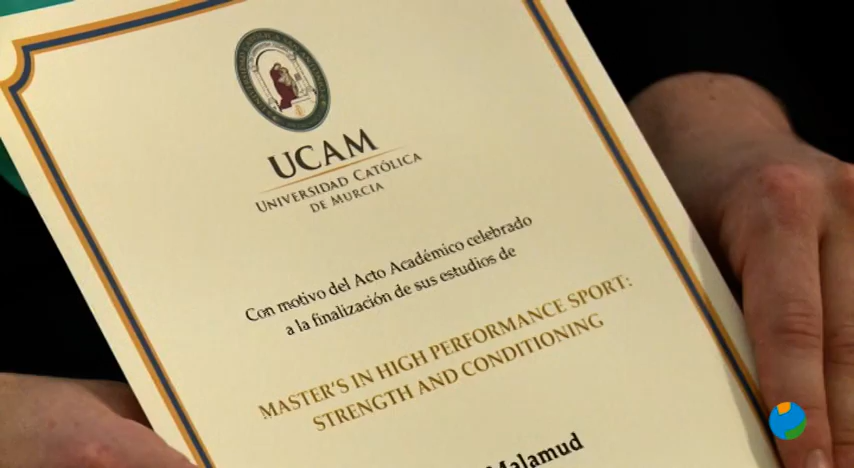 UCAM
UNIVERSIDAD CATÓLICA
DE MURCIA
Con motivo del Acto Académico celebrado
a la finalización de sus estudios de
MASTER'S IN HIGH PERFORMANCE SPORT:
STRENGTH AND CONDITIONING
Malamud